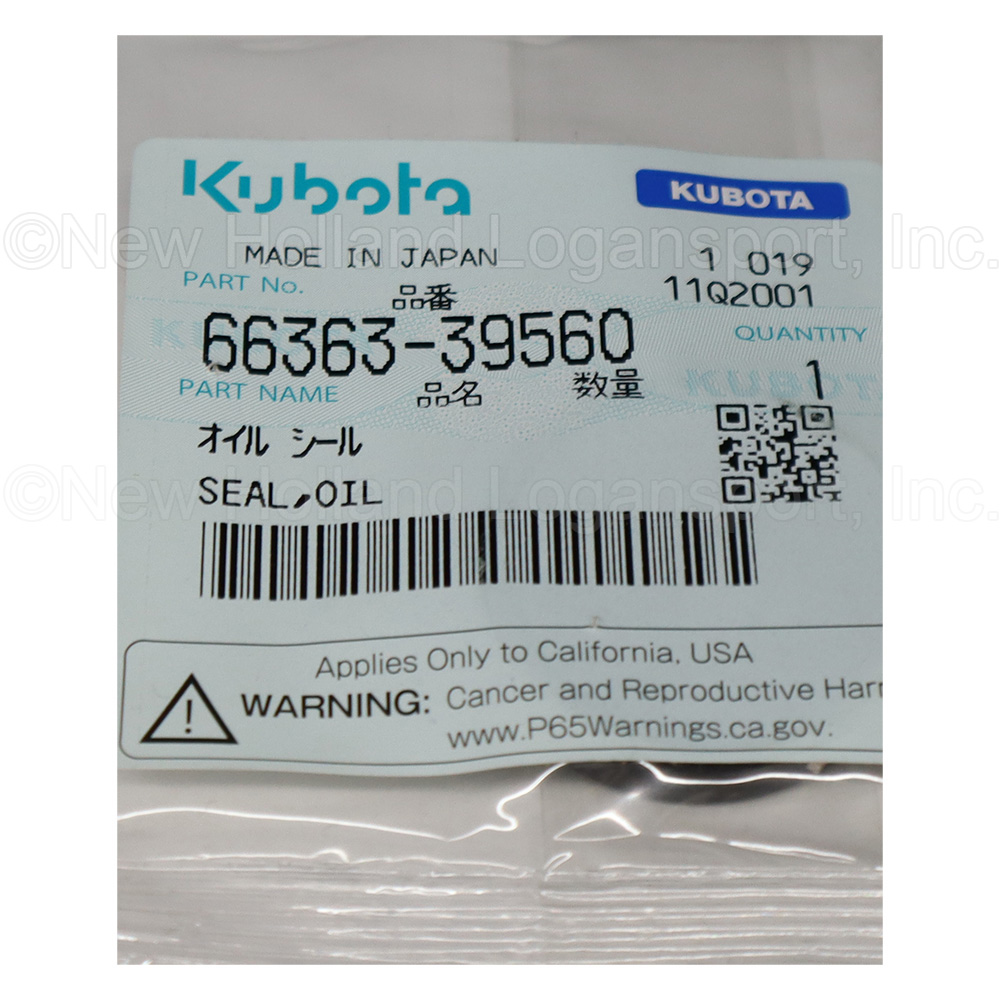 Kubota
KUBOTA
©New Holland Logansport, Inc.
MADE IN JAPAN
1 019
PART No.
品番
11Q2001
66363-39560
QUANTITY
PART NAME
品名
数量
1
オイル シール
©New Holland Logansport, Inc.
SEAL,OIL
Applies Only to California, USA
WARNING: Cancer and Reproductive Harm
www.P65Warnings.ca.gov.